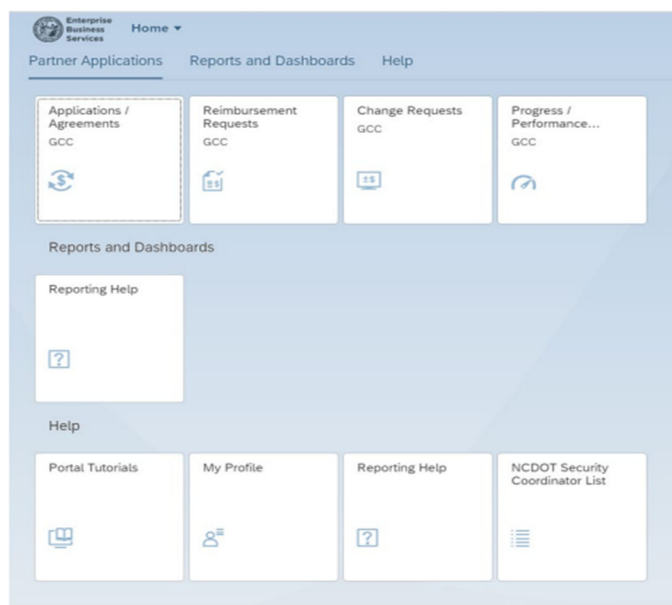 Enterprise
Business
Services
Home
Partner Applications Reports and Dashboards Help
Applications /
Agreements
GCC
Reimbursement
Requests
GCC
Change Requests
GCC
Progress /
Performance...
GCC
Reports and Dashboards
Reporting Help
Help
Portal Tutorials
My Profile
Reporting Help
NCDOT Security
Coordinator List